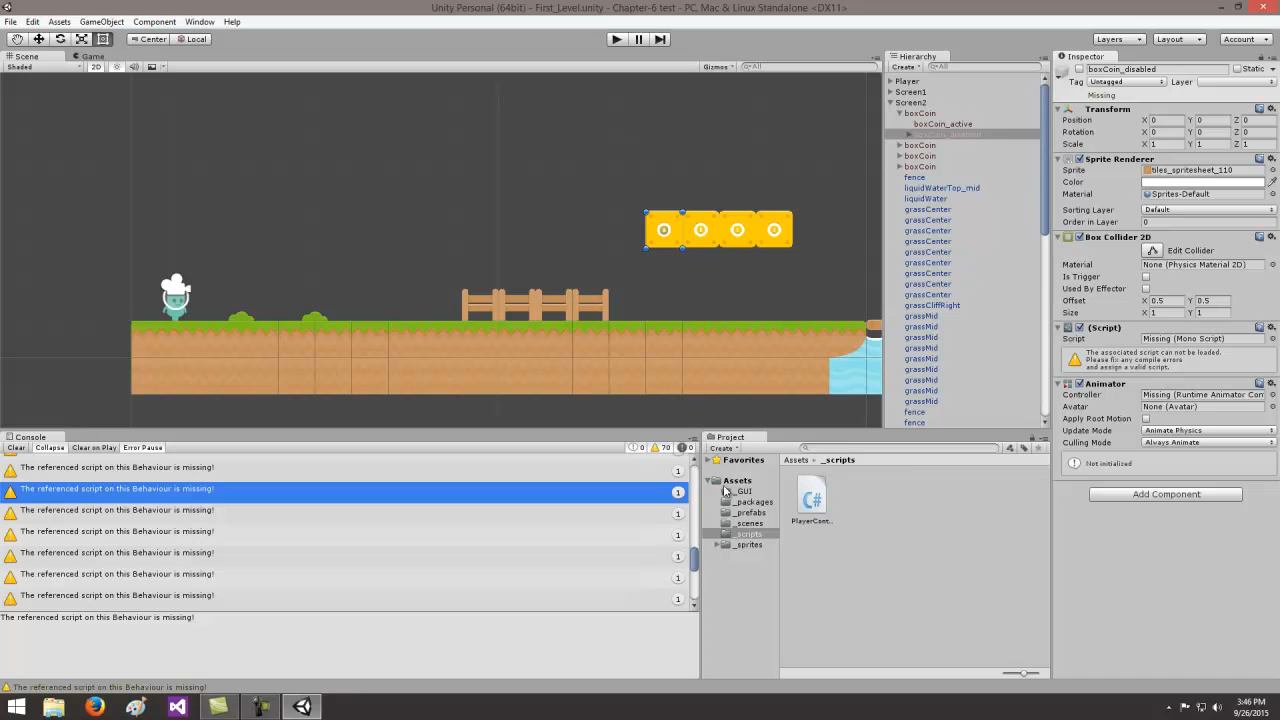 Unity Personal (64bit) - First_Level.unity - Chapter-6 test - PC, Mac & Linux Standalone <DX11>
File Edit Assets GameObject Component Window Help
Center Local Layers Layout Account
Scene Game
Shaded 2D Gizmos All
Hierarchy
Create All
Player
Screen1
Screen2
boxCoin
boxCoin_active
boxCoin_disabled
boxCoin
boxCoin
boxCoin
fence
liquidWaterTop_mid
liquidWater
grassCenter
grassCenter
grassCenter
grassCenter
grassCenter
grassCenter
grassCenter
grassCenter
grassCenter
grassCliffRight
grassMid
grassMid
grassMid
grassMid
grassMid
grassMid
grassMid
grassMid
grassMid
fence
fence
Inspector
boxCoin_disabled Static
Tag Untagged Layer
Missing
Transform
Position X 0 Y 0 Z 0
Rotation X 0 Y 0 Z 0
Scale X 1 Y 1 Z 1
Sprite Renderer
Sprite tiles_spritesheet_110
Color
Material Sprites-Default
Sorting Layer Default
Order in Layer 0
Box Collider 2D
Edit Collider
Material None (Physics Material 2D)
Is Trigger
Used By Effector
Offset X 0.5 Y 0.5
Size X 1 Y 1
(Script)
Script Missing (Mono Script)
The associated script can not be loaded.
Please fix any compile errors
and assign a valid script.
Animator
Controller Missing (Runtime Animator Con
Avatar None (Avatar)
Apply Root Motion
Update Mode Animate Physics
Culling Mode Always Animate
Not initialized
Add Component
Console
Clear Collapse Clear on Play Error Pause 0 70 0
The referenced script on this Behaviour is missing! 1
The referenced script on this Behaviour is missing! 1
The referenced script on this Behaviour is missing! 1
The referenced script on this Behaviour is missing! 1
The referenced script on this Behaviour is missing! 1
The referenced script on this Behaviour is missing! 1
The referenced script on this Behaviour is missing! 1
The referenced script on this Behaviour is missing!
Project
Create
Favorites
Assets
_GUI
_packages
_prefabs
_scenes
_scripts
_sprites
Assets _scripts
C#
PlayerCont...
The referenced script on this Behaviour is missing!
3:46 PM
9/26/2015